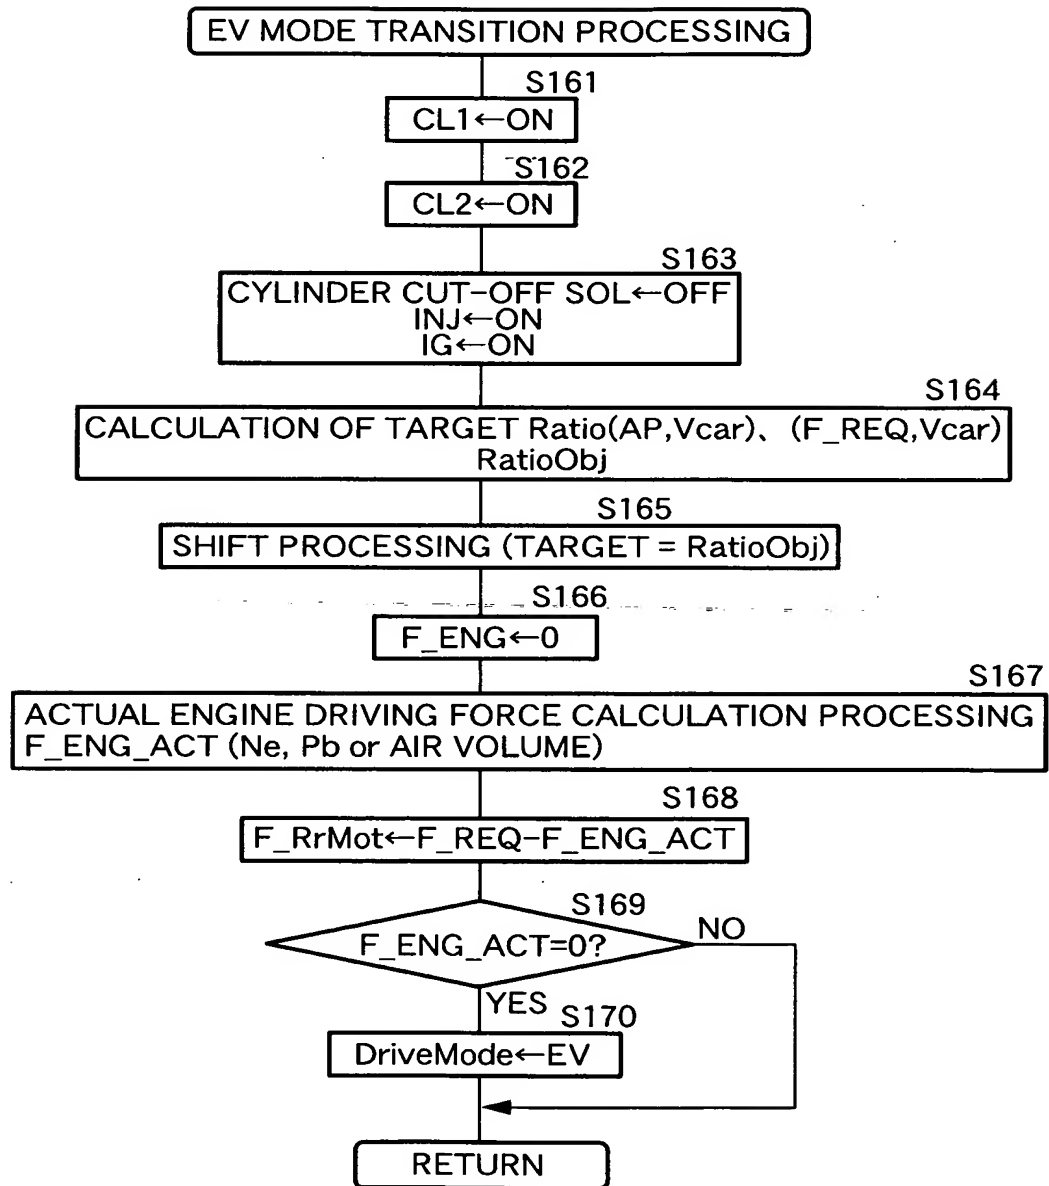 EV MODE TRANSITION PROCESSING
S161
CL1←ON
S162
CL2←ON
S163
CYLINDER CUT-OFF SOL←OFF
INJ←ON
IG←ON
S164
CALCULATION OF TARGET Ratio(AP,Vcar)、(F_REQ,Vcar)
RatioObj
S165
SHIFT PROCESSING (TARGET = RatioObj)
S166
F_ENG←0
S167
ACTUAL ENGINE DRIVING FORCE CALCULATION PROCESSING
F_ENG_ACT (Ne, Pb or AIR VOLUME)
S168
F_RrMot←F_REQ-F_ENG_ACT
S169
F_ENG_ACT=0?
NO
YES
S170
DriveMode←EV
RETURN